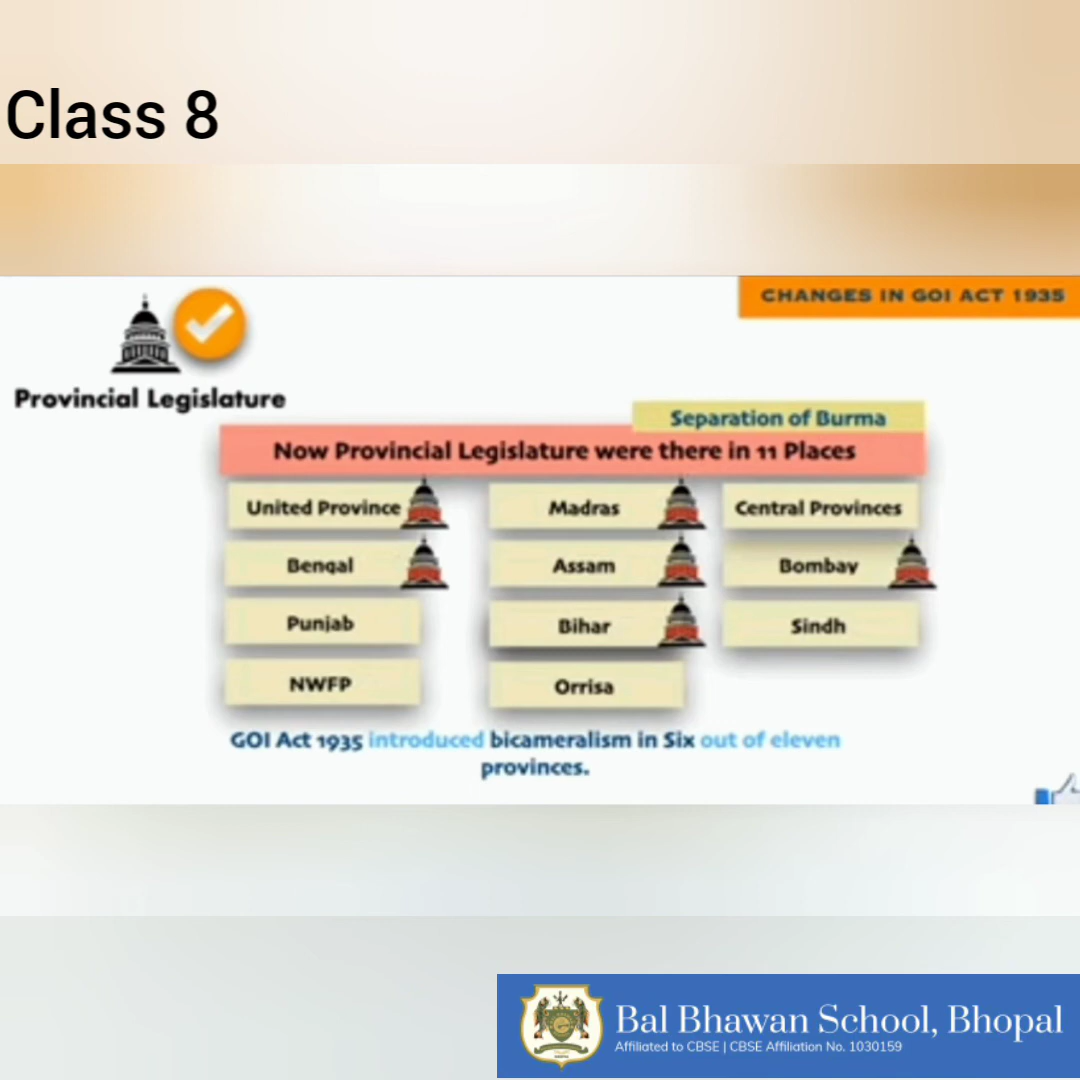 Class 8
CHANGES IN GOI ACT 1935
Provincial Legislature
Separation of Burma
Now Provincial Legislature were there in 11 Places
United Province
Madras
Central Provinces
Bengal
Assam
Bombay
Punjab
Bihar
Sindh
NWFP
Orrisa
GOI Act 1935 introduced bicameralism in Six out of eleven
provinces.
Bal Bhawan School, Bhopal
Affiliated to CBSE | CBSE Affiliation No. 1030159